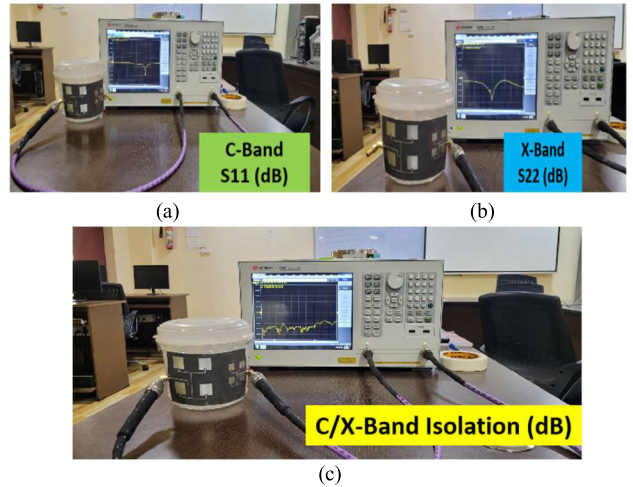 C-Band
S11 (dB)
X-Band
S22 (dB)
(a)
(b)
C/X-Band Isolation (dB)
(c)